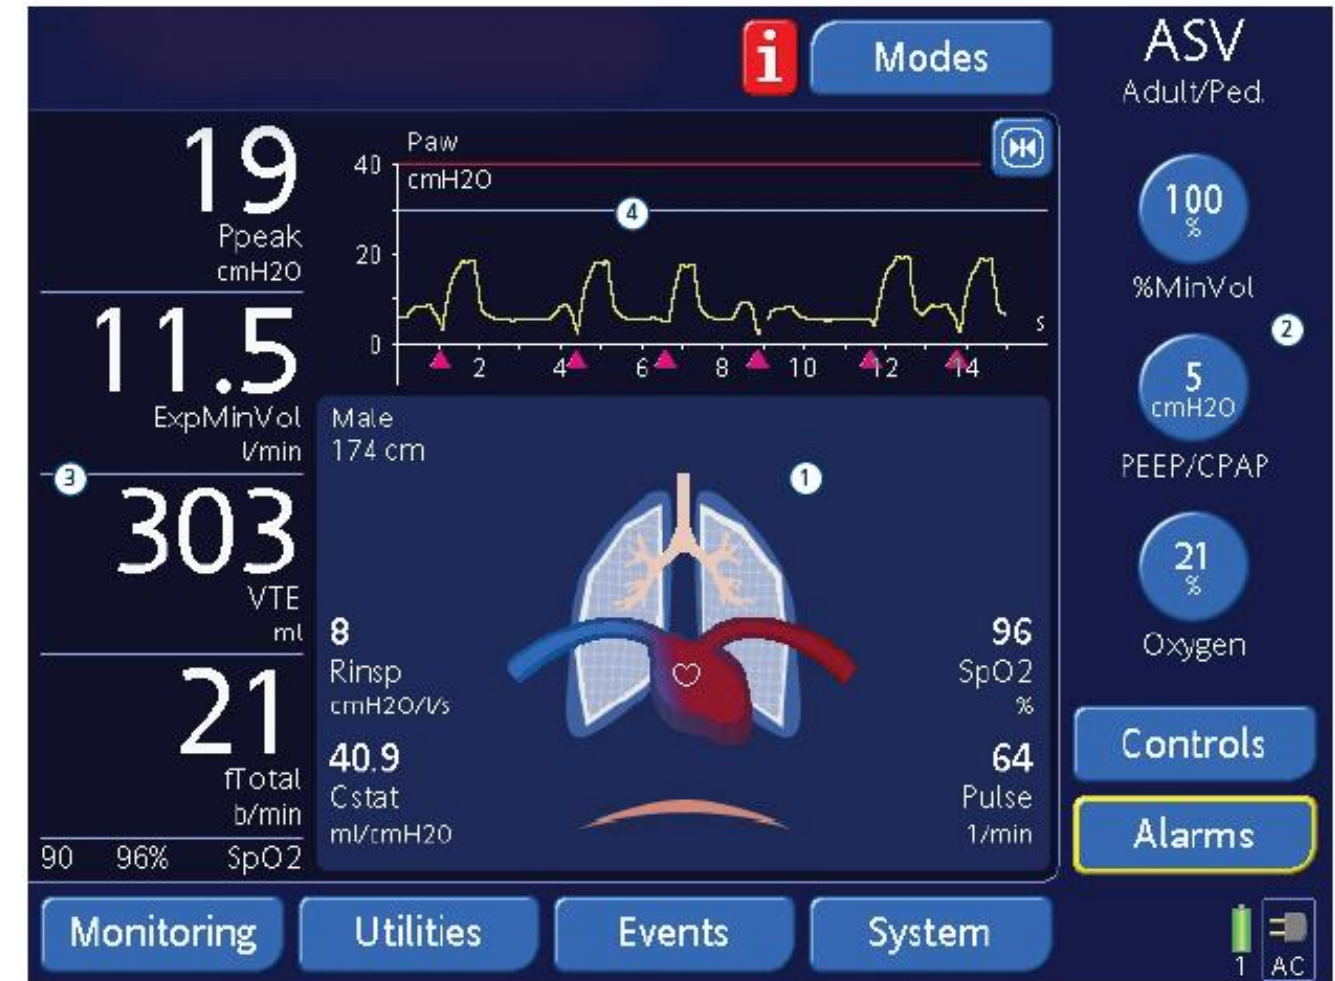 i
Modes
ASV
Adult/Ped.
19
Ppeak
cmH2O
11.5
ExpMinVol
l/min
3
303
VTE
ml
21
fTotal
b/min
90 96% SpO2
Paw
40
cmH2O
4
20
0
s
2 4 6 8 10 12 14
Male
174 cm
1
8
Rinsp
cmH2O/l/s
40.9
Cstat
ml/cmH2O
96
SpO2
%
64
Pulse
1/min
100
%
%MinVol
2
5
cmH2O
PEEP/CPAP
21
%
Oxygen
Controls
Alarms
Monitoring
Utilities
Events
System
1
AC